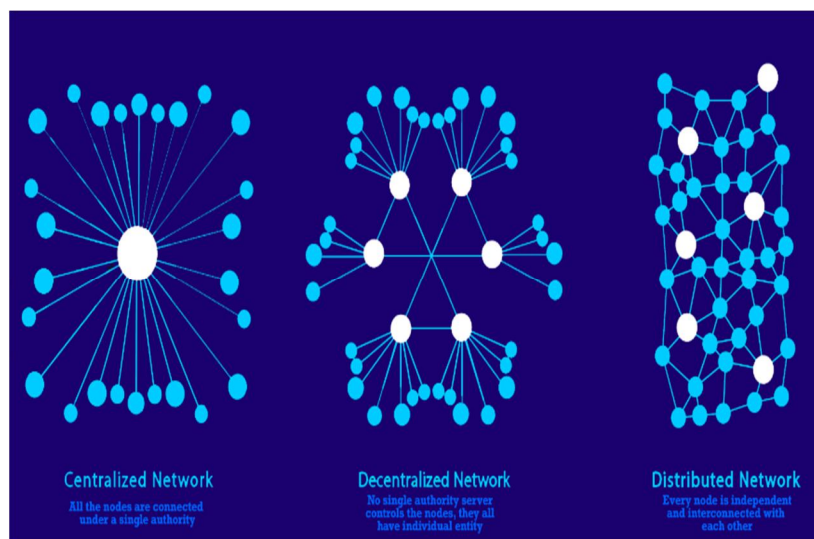 Centralized Network
All the nodes are connected
under a single authority
Decentralized Network
No single authority server
controls the nodes, they all
have individual entity
Distributed Network
Every node is independent
and interconnected with
each other